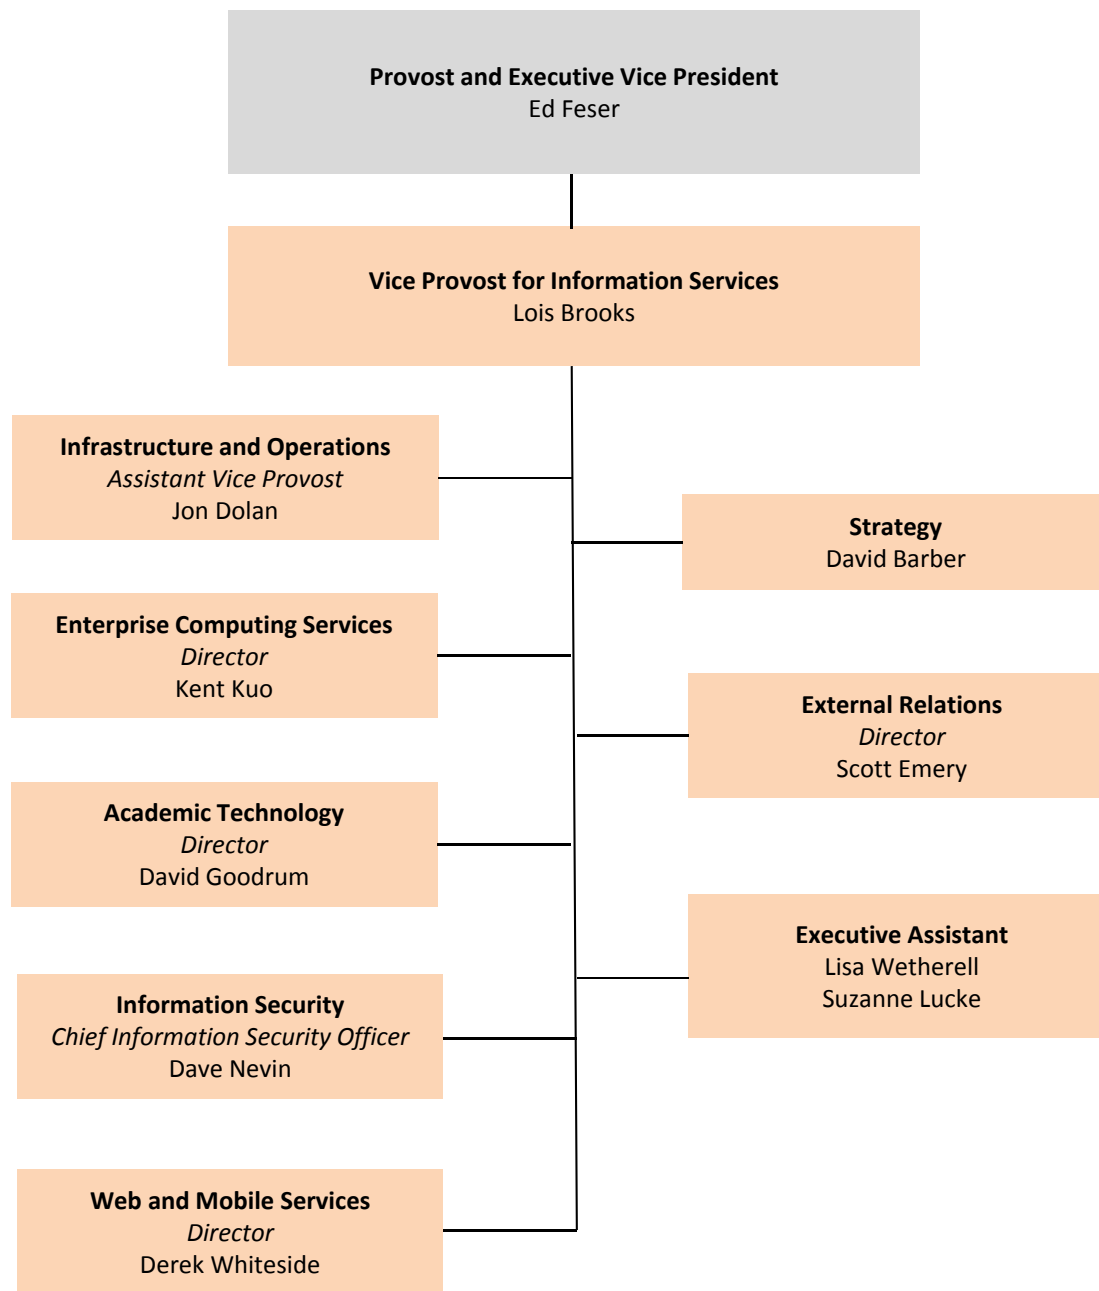 Provost and Executive Vice President
Ed Feser
Vice Provost for Information Services
Lois Brooks
Infrastructure and Operations
Assistant Vice Provost
Jon Dolan
Strategy
David Barber
Enterprise Computing Services
Director
Kent Kuo
External Relations
Director
Scott Emery
Academic Technology
Director
David Goodrum
Executive Assistant
Lisa Wetherell
Suzanne Lucke
Information Security
Chief Information Security Officer
Dave Nevin
Web and Mobile Services
Director
Derek Whiteside